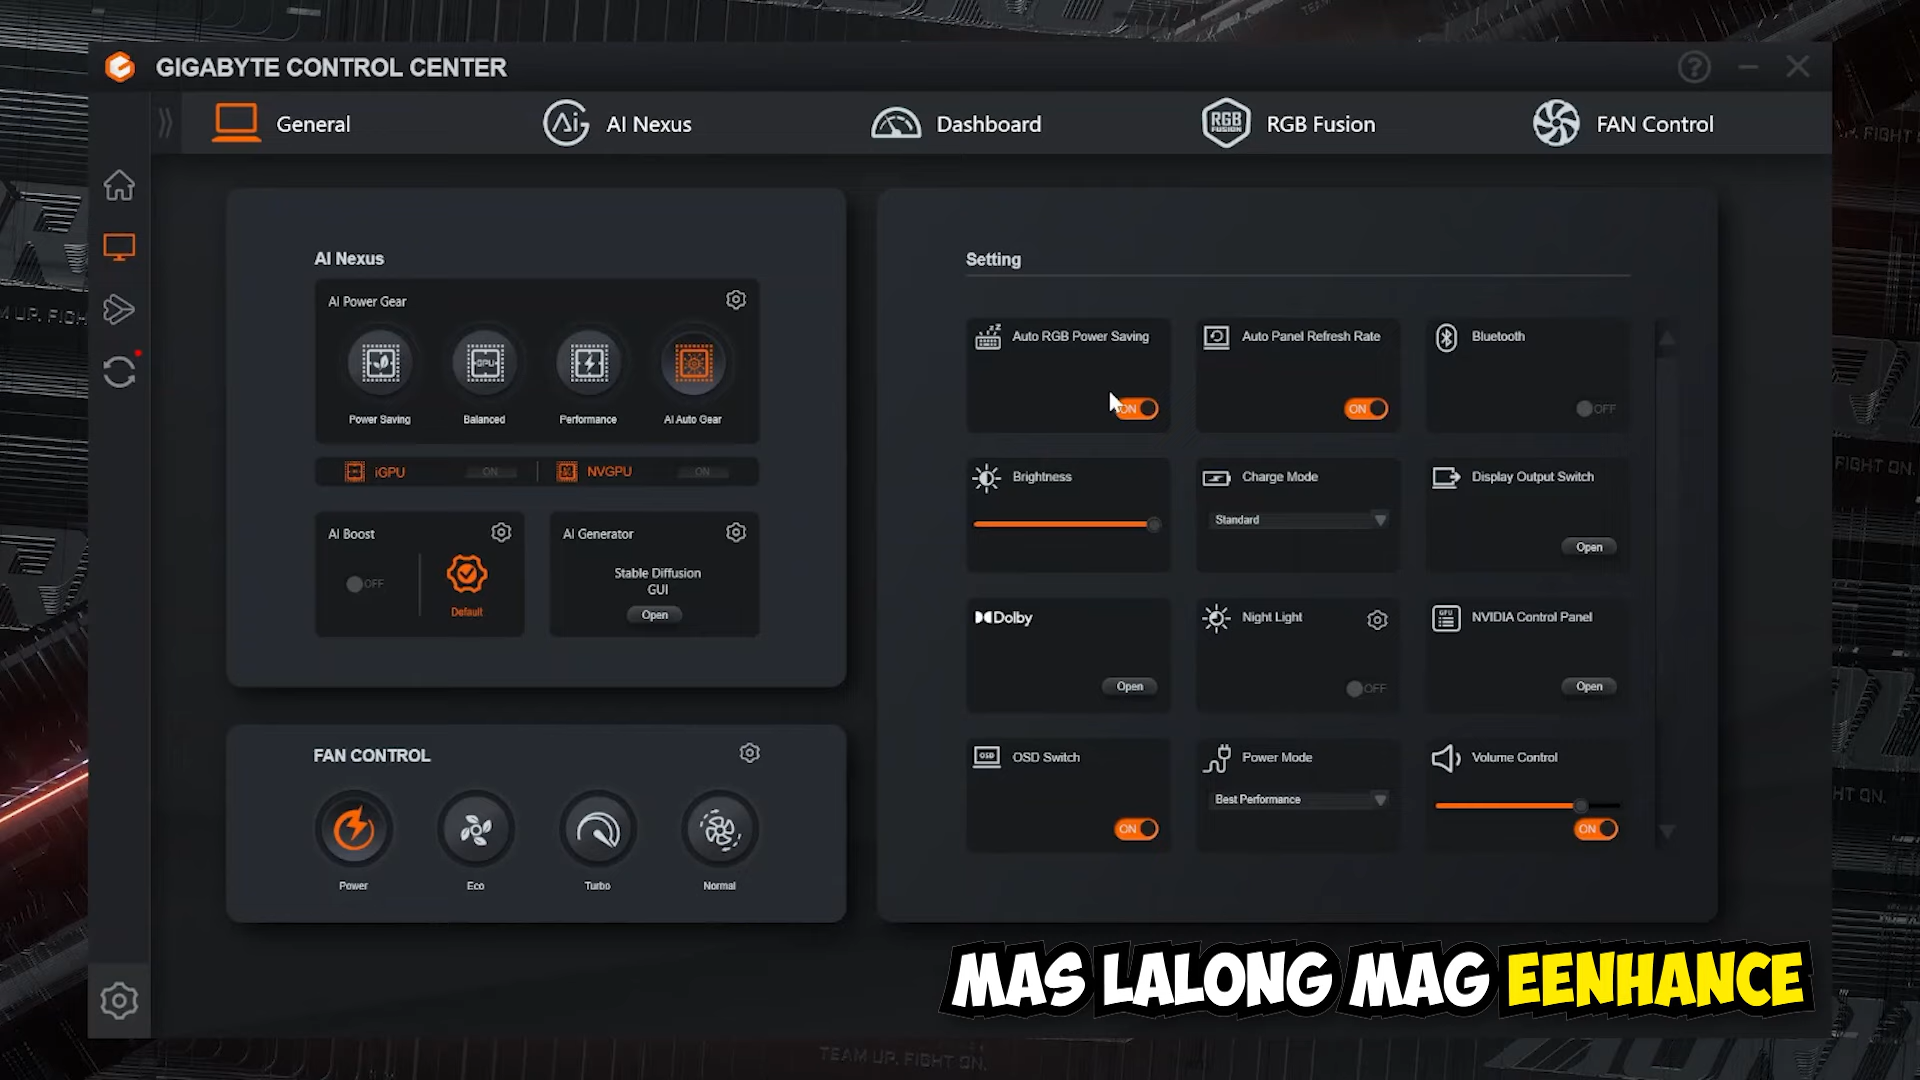 GIGABYTE CONTROL CENTER
General
AI Nexus
Dashboard
RGB FUSION
RGB Fusion
FAN Control
AI Nexus
AI Power Gear
GPU
Power Saving
Balanced
Performance
AI Auto Gear
iGPU
ON
NVGPU
ON
AI Boost
OFF
Default
AI Generator
Stable Diffusion
GUI
Open
FAN CONTROL
Power
Eco
Turbo
Normal
Setting
Auto RGB Power Saving
ON
Auto Panel Refresh Rate
ON
Bluetooth
OFF
Brightness
Charge Mode
Standard
Display Output Switch
Open
Dolby
Open
Night Light
OFF
GPU
NVIDIA Control Panel
Open
OSD
OSD Switch
ON
Power Mode
Best Performance
Volume Control
ON
MAS LALONG MAG EENHANCE
TEAM UP. FIGHT ON.